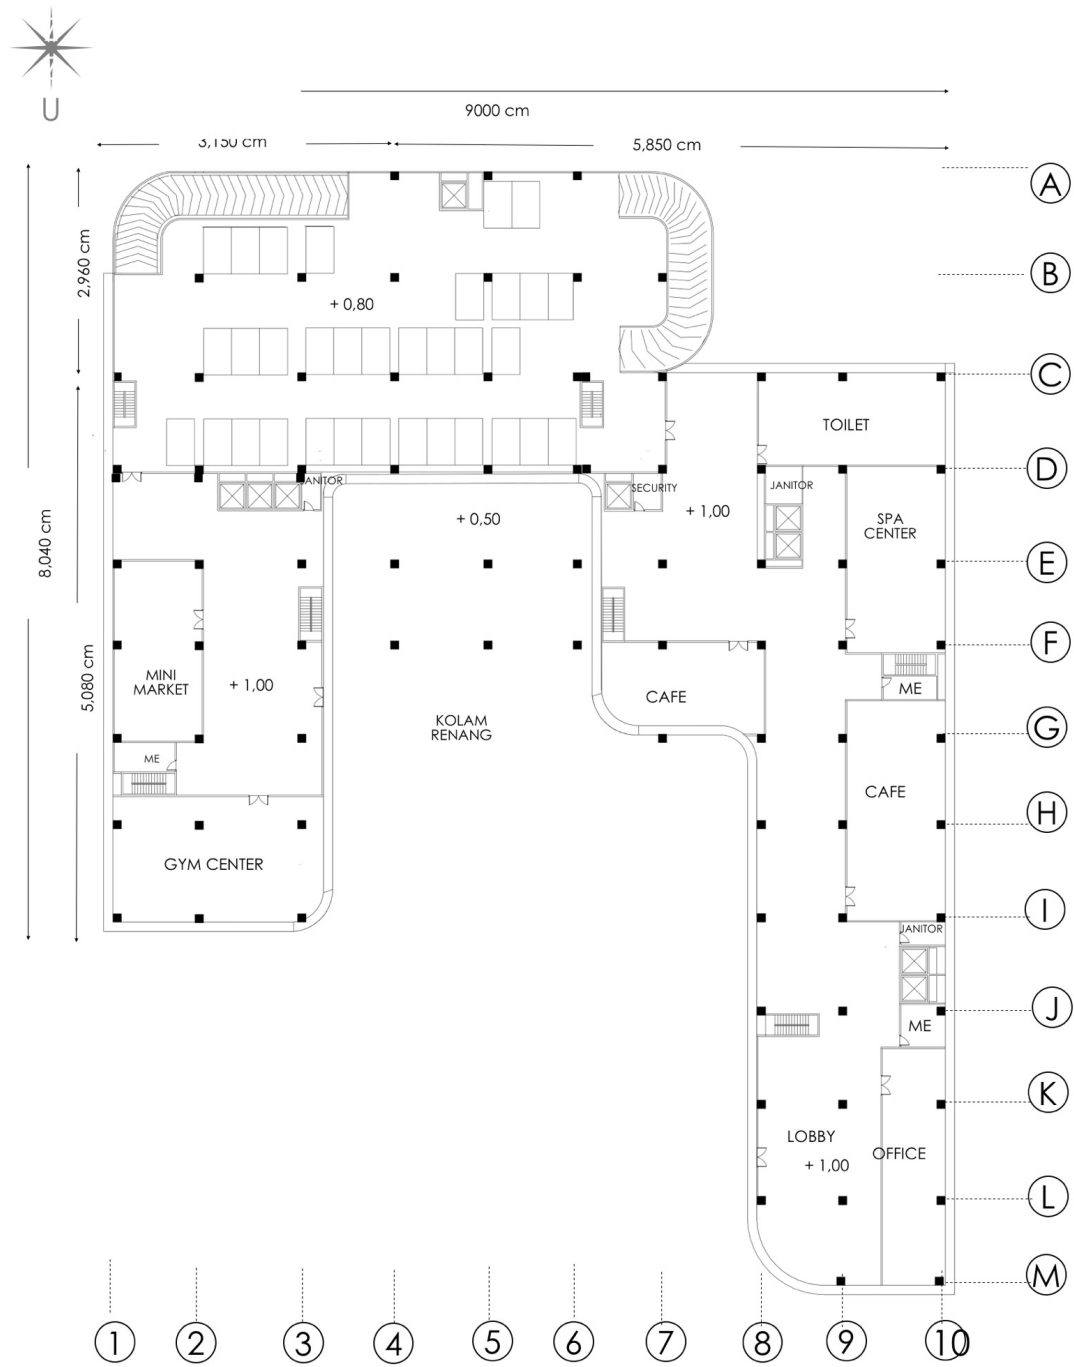 U
9000 cm
3,150 cm
5,850 cm
A
2,960 cm
B
+ 0,80
C
TOILET
D
JANITOR
SECURITY
JANITOR
8,040 cm
+ 0,50
+ 1,00
SPA
CENTER
E
F
5,080 cm
MINI
MARKET
+ 1,00
CAFE
ME
KOLAM
RENANG
G
ME
CAFE
H
GYM CENTER
I
JANITOR
J
ME
K
LOBBY
+ 1,00
OFFICE
L
M
1
2
3
4
5
6
7
8
9
10